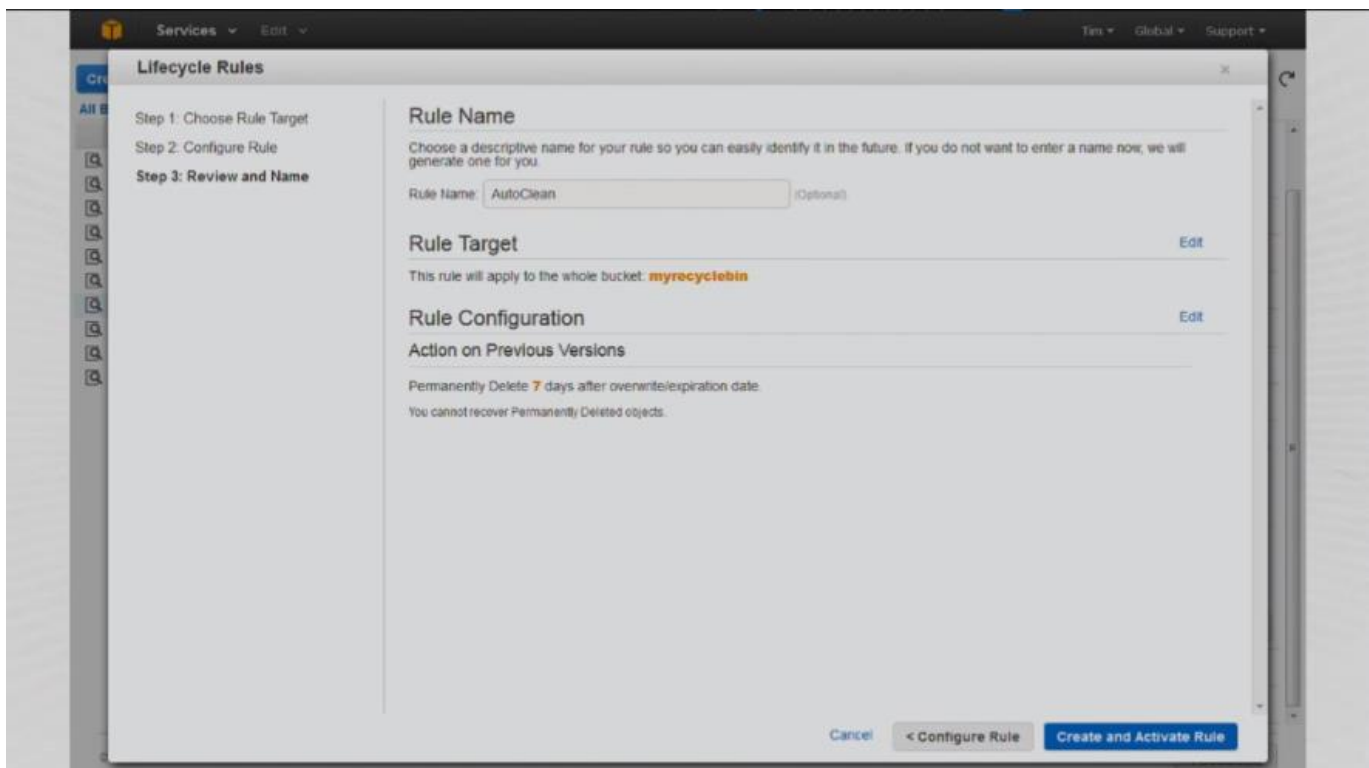 Services Edit Tim Global Support
Lifecycle Rules
Cre
All B
Step 1: Choose Rule Target
Step 2: Configure Rule
Step 3: Review and Name
Rule Name
Choose a descriptive name for your rule so you can easily identify it in the future. If you do not want to enter a name now, we will
generate one for you.
Rule Name: AutoClean (Optional)
Rule Target Edit
This rule will apply to the whole bucket: myrecyclebin
Rule Configuration Edit
Action on Previous Versions
Permanently Delete 7 days after overwrite/expiration date.
You cannot recover Permanently Deleted objects.
Cancel < Configure Rule Create and Activate Rule